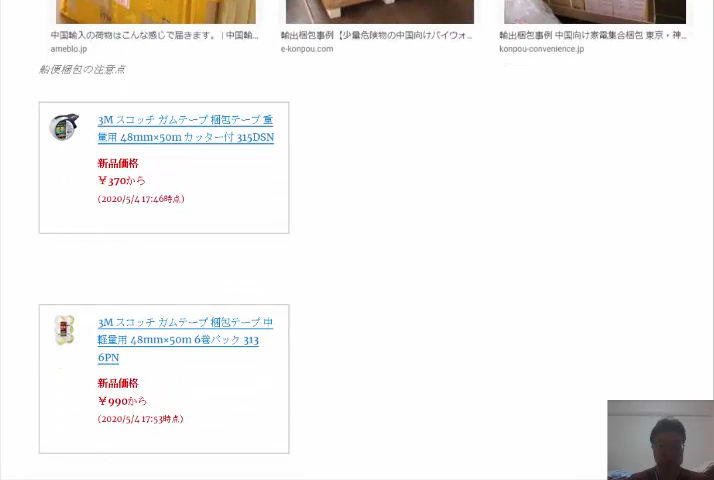 中国輸入の荷物はこんな感じで届きます。 | 中国輸...
輸出梱包事例【少量危険物の中国向けパイウォ...
輸出梱包事例 中国向け家電集合梱包 東京・神...
ameblo.jp
e-konpou.com
konpou-convenience.jp
船便梱包の注意点
3M スコッチ ガムテープ 梱包テープ 重
量用 48mm×50m カッター付 315DSN
新品価格
￥370から
(2020/5/4 17:46時点)
3M スコッチ ガムテープ 梱包テープ 中
軽量用 48mm×50m 6巻パック 313
6PN
新品価格
￥990から
(2020/5/4 17:53時点)